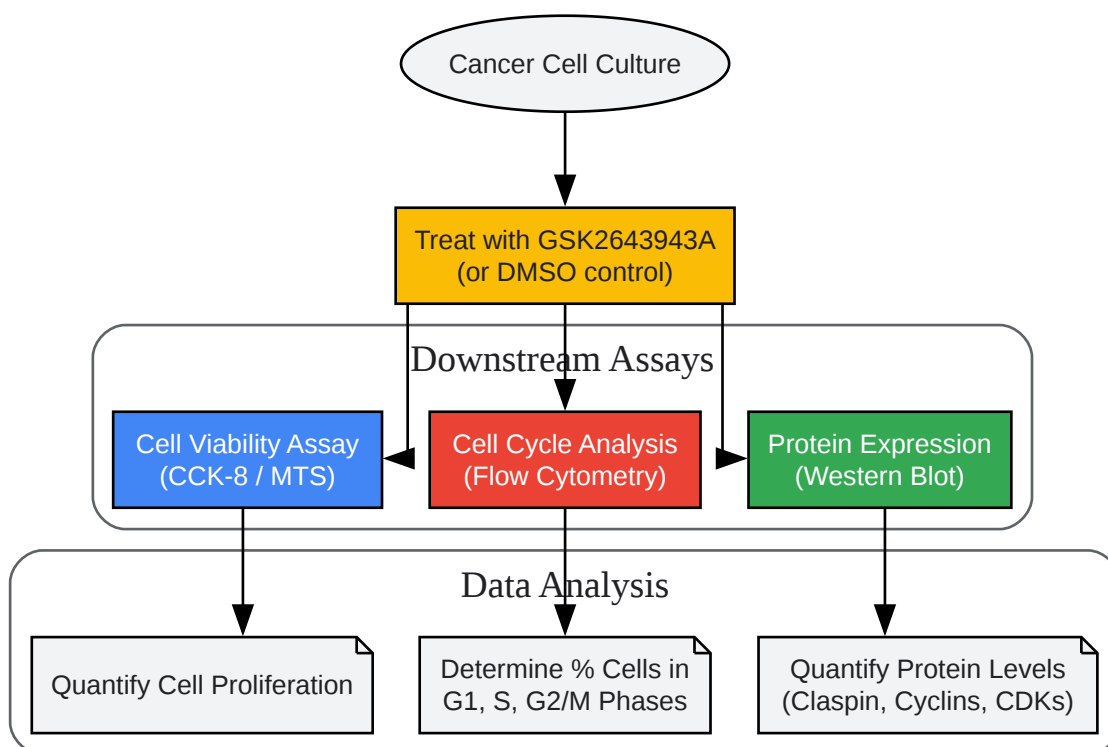 Cancer Cell Culture
Treat with GSK2643943A
(or DMSO control)
Downstream Assays
Cell Viability Assay
(CCK-8 / MTS)
Cell Cycle Analysis
(Flow Cytometry)
Protein Expression
(Western Blot)
Data Analysis
Quantify Cell Proliferation
Determine % Cells in
G1, S, G2/M Phases
Quantify Protein Levels
(Claspin, Cyclins, CDKs)